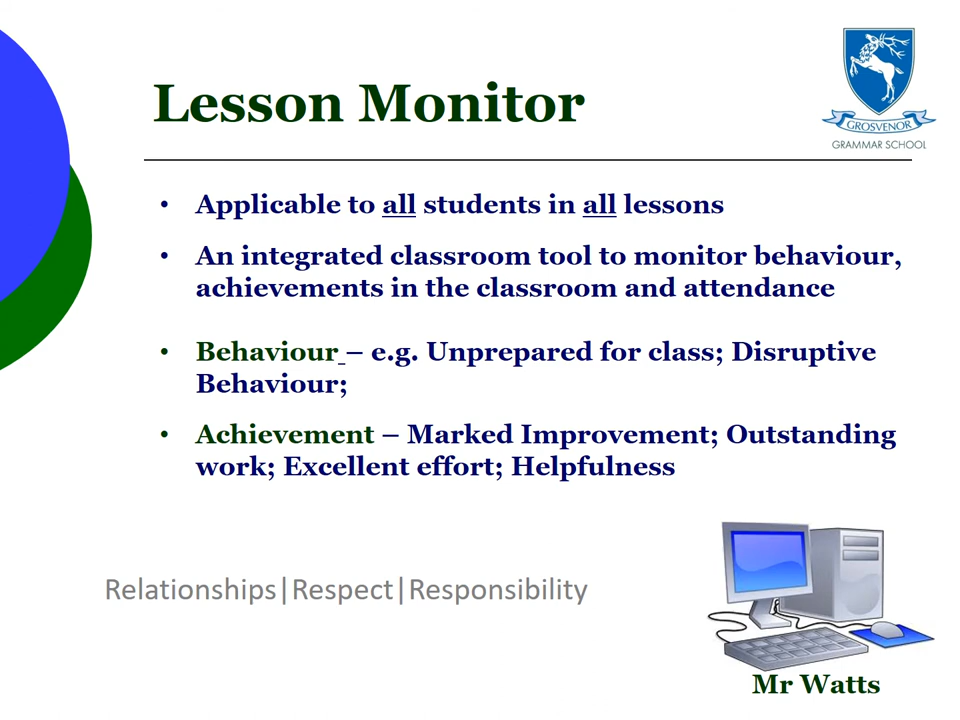 Lesson Monitor
GROSVENOR
GRAMMAR SCHOOL
• Applicable to all students in all lessons
• An integrated classroom tool to monitor behaviour,
achievements in the classroom and attendance
• Behaviour – e.g. Unprepared for class; Disruptive
Behaviour;
• Achievement – Marked Improvement; Outstanding
work; Excellent effort; Helpfulness
Relationships|Respect|Responsibility
Mr Watts